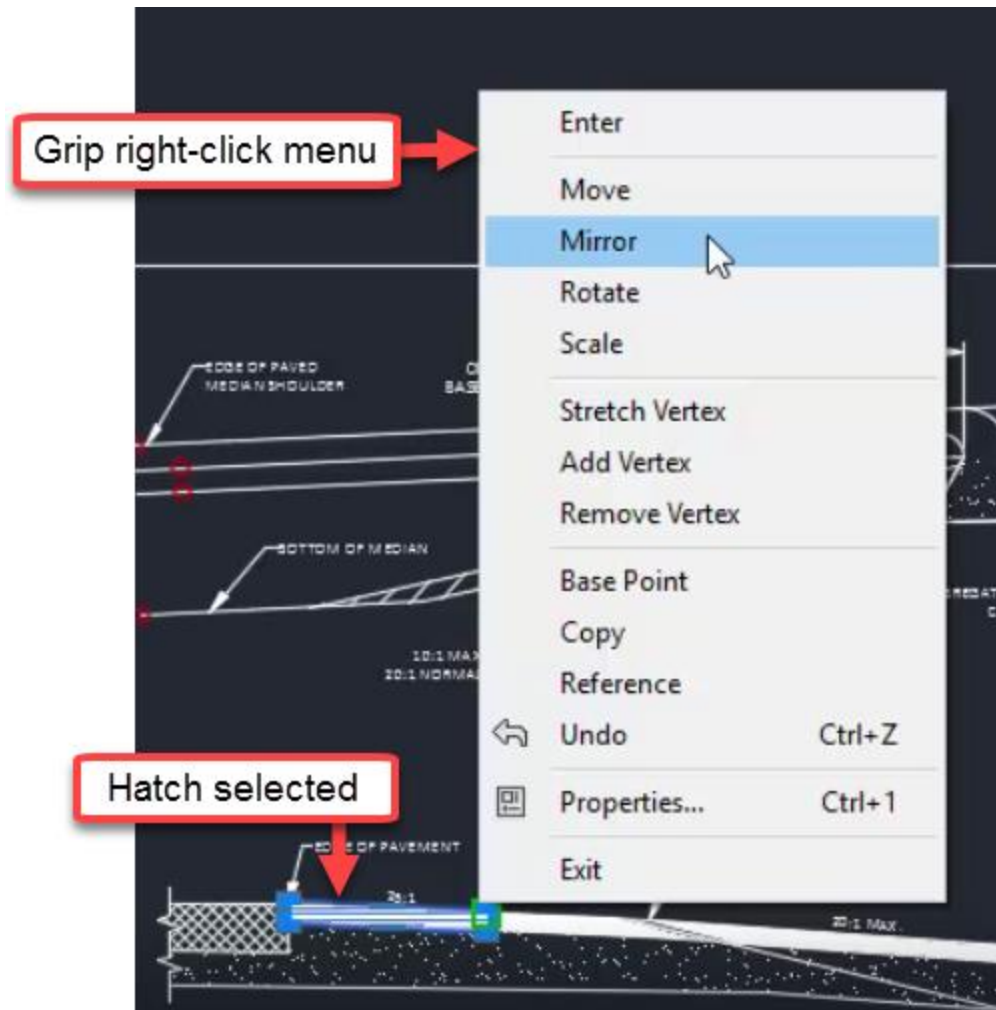 Grip right-click menu
Enter
Move
Mirror
Rotate
Scale
Stretch Vertex
Add Vertex
Remove Vertex
Base Point
Copy
Reference
Undo Ctrl+Z
Properties... Ctrl+1
Exit
EDGE OF PAVED
MEDIAN SHOULDER
BOTTOM OF MEDIAN
10:1 MAX
20:1 NORMA
Hatch selected
OF PAVEMENT
20:1 MAX.